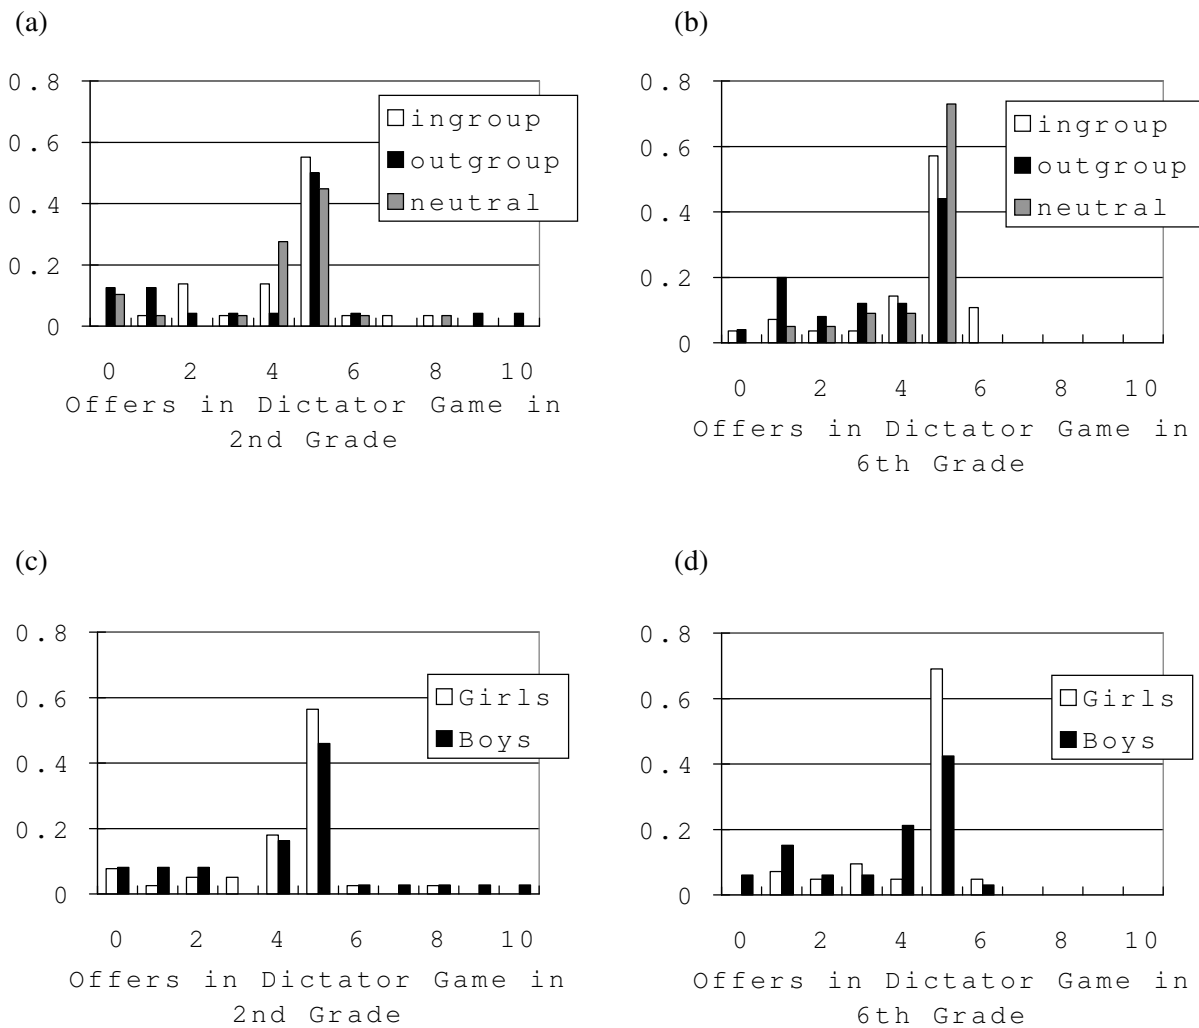 (a)
0.8
0.6
0.4
0.2
0
ingroup
outgroup
neutral
0 2 4 6 8 10
Offers in Dictator Game in
2nd Grade
(b)
0.8
0.6
0.4
0.2
0
ingroup
outgroup
neutral
0 2 4 6 8 10
Offers in Dictator Game in
6th Grade
(c)
0.8
0.6
0.4
0.2
0
Girls
Boys
0 2 4 6 8 10
Offers in Dictator Game in
2nd Grade
(d)
0.8
0.6
0.4
0.2
0
Girls
Boys
0 2 4 6 8 10
Offers in Dictator Game in
6th Grade